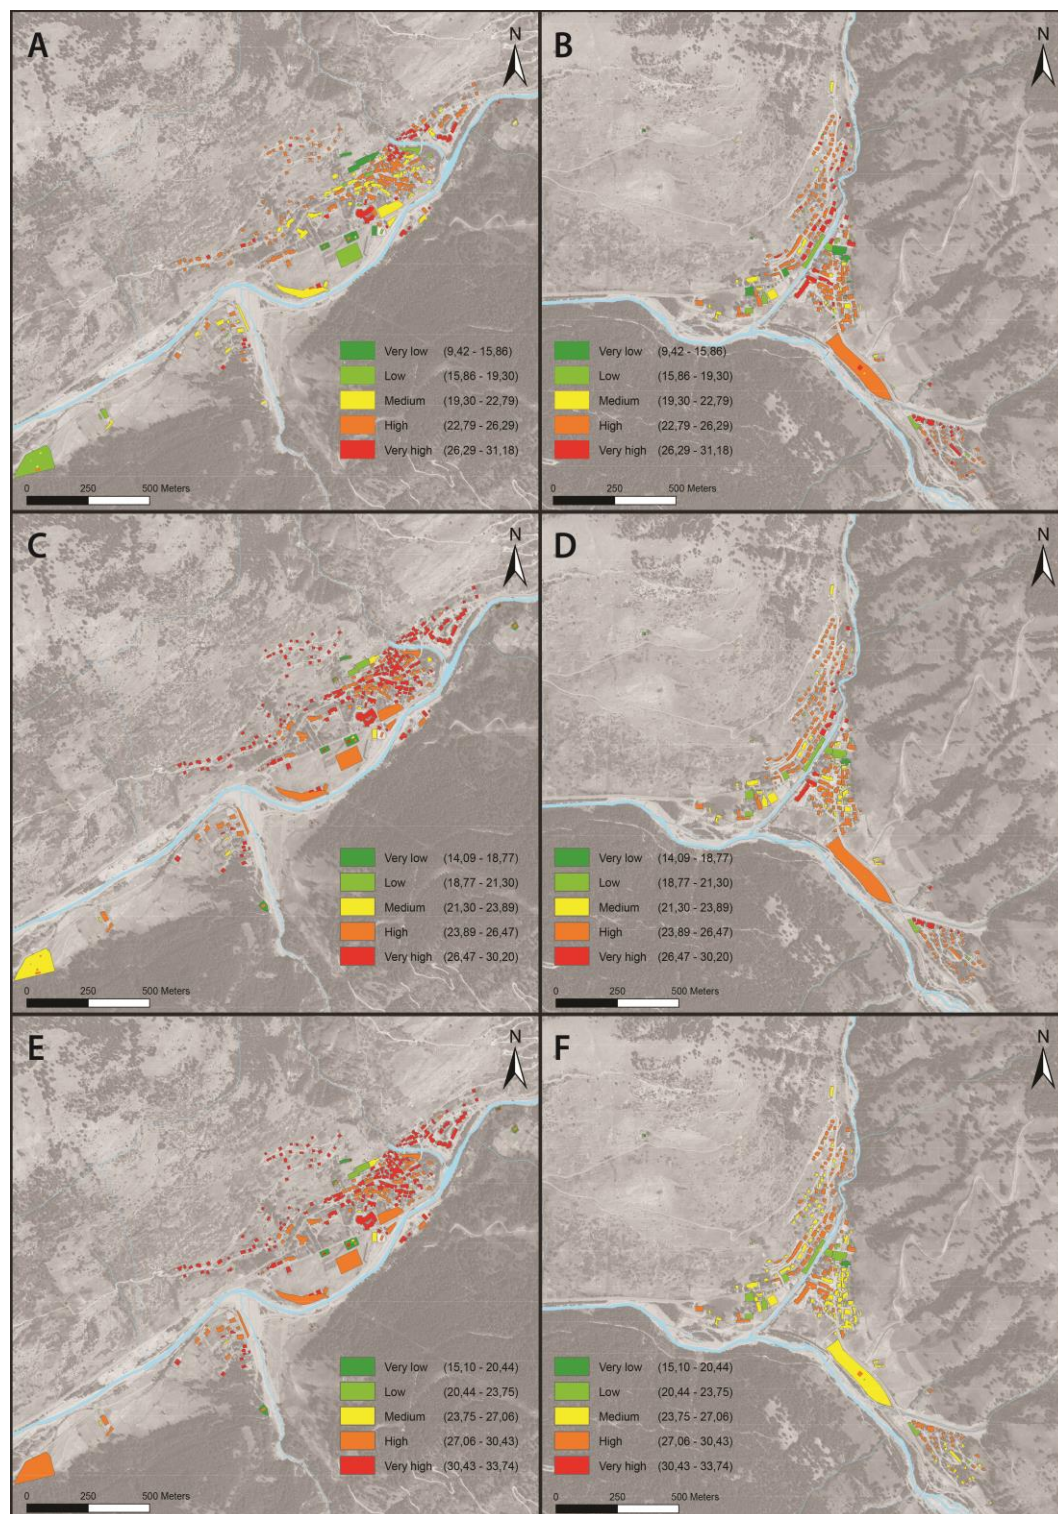 A
N
Very low (9,42 - 15,86)
Low (15,86 - 19,30)
Medium (19,30 - 22,79)
High (22,79 - 26,29)
Very high (26,29 - 31,18)
0 250 500 Meters
B
N
Very low (9,42 - 15,86)
Low (15,86 - 19,30)
Medium (19,30 - 22,79)
High (22,79 - 26,29)
Very high (26,29 - 31,18)
0 250 500 Meters
C
N
Very low (14,09 - 18,77)
Low (18,77 - 21,30)
Medium (21,30 - 23,89)
High (23,89 - 26,47)
Very high (26,47 - 30,20)
0 250 500 Meters
D
N
Very low (14,09 - 18,77)
Low (18,77 - 21,30)
Medium (21,30 - 23,89)
High (23,89 - 26,47)
Very high (26,47 - 30,20)
0 250 500 Meters
E
N
Very low (15,10 - 20,44)
Low (20,44 - 23,75)
Medium (23,75 - 27,06)
High (27,06 - 30,43)
Very high (30,43 - 33,74)
0 250 500 Meters
F
N
Very low (15,10 - 20,44)
Low (20,44 - 23,75)
Medium (23,75 - 27,06)
High (27,06 - 30,43)
Very high (30,43 - 33,74)
0 250 500 Meters